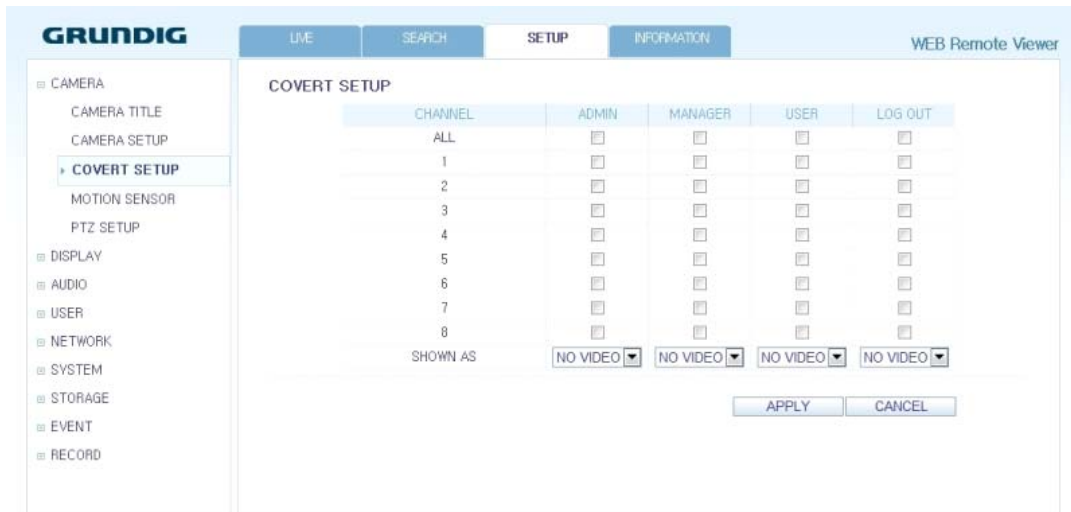 GRUNDIG
LIVE SEARCH SETUP INFORMATION
WEB Remote Viewer
CAMERA
CAMERA TITLE
CAMERA SETUP
COVERT SETUP
MOTION SENSOR
PTZ SETUP
DISPLAY
AUDIO
USER
NETWORK
SYSTEM
STORAGE
EVENT
RECORD
COVERT SETUP
CHANNEL ADMIN MANAGER USER LOG OUT
ALL
1
2
3
4
5
6
7
8
SHOWN AS NO VIDEO NO VIDEO NO VIDEO NO VIDEO
APPLY CANCEL